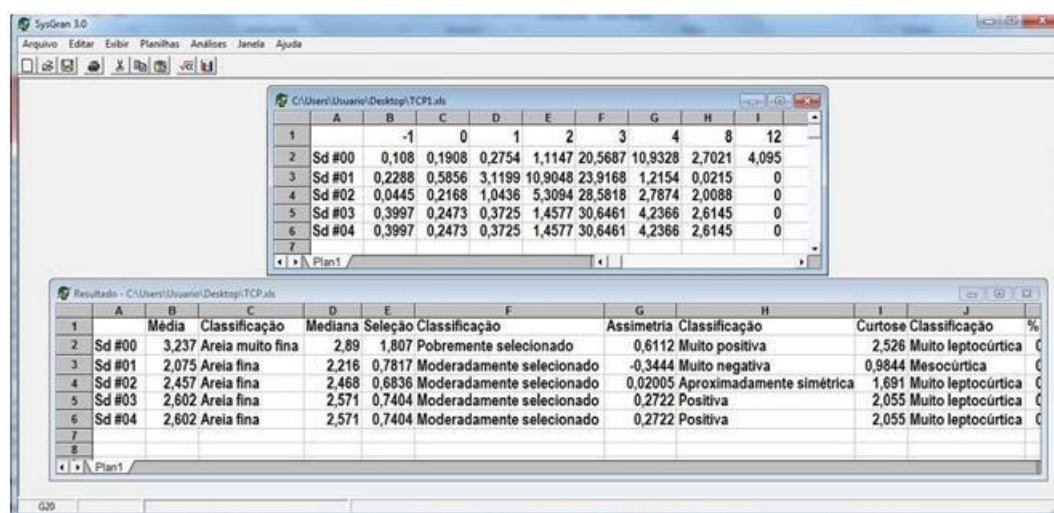 SysGran 3.0
Arquivo Editar Exibir Planilhas Análises Janela Ajuda
C:\Users\Usuario\Desktop\TCP1.xls
A B C D E F G H I
1 -1 0 1 2 3 4 8 12
2 Sd #00 0,108 0,1908 0,2754 1,1147 20,5687 10,9328 2,7021 4,095
3 Sd #01 0,2288 0,5856 3,1199 10,9048 23,9168 1,2154 0,0215 0
4 Sd #02 0,0445 0,2168 1,0436 5,3094 28,5818 2,7874 2,0088 0
5 Sd #03 0,3997 0,2473 0,3725 1,4577 30,6461 4,2366 2,6145 0
6 Sd #04 0,3997 0,2473 0,3725 1,4577 30,6461 4,2366 2,6145 0
7
Plan1
Resultado - C:\Users\Usuario\Desktop\TCP.xls
A B C D E F G H I J
1 Média Classificação Mediana Seleção Classificação Assimetria Classificação Curtose Classificação %
2 Sd #00 3,237 Areia muito fina 2,89 1,807 Pobremente selecionado 0,6112 Muito positiva 2,526 Muito leptocúrtica 0
3 Sd #01 2,075 Areia fina 2,216 0,7817 Moderadamente selecionado -0,3444 Muito negativa 0,9844 Mesocúrtica 0
4 Sd #02 2,457 Areia fina 2,468 0,6836 Moderadamente selecionado 0,02005 Aproximadamente simétrica 1,691 Muito leptocúrtica 0
5 Sd #03 2,602 Areia fina 2,571 0,7404 Moderadamente selecionado 0,2722 Positiva 2,055 Muito leptocúrtica 0
6 Sd #04 2,602 Areia fina 2,571 0,7404 Moderadamente selecionado 0,2722 Positiva 2,055 Muito leptocúrtica 0
7
8
Plan1
G20